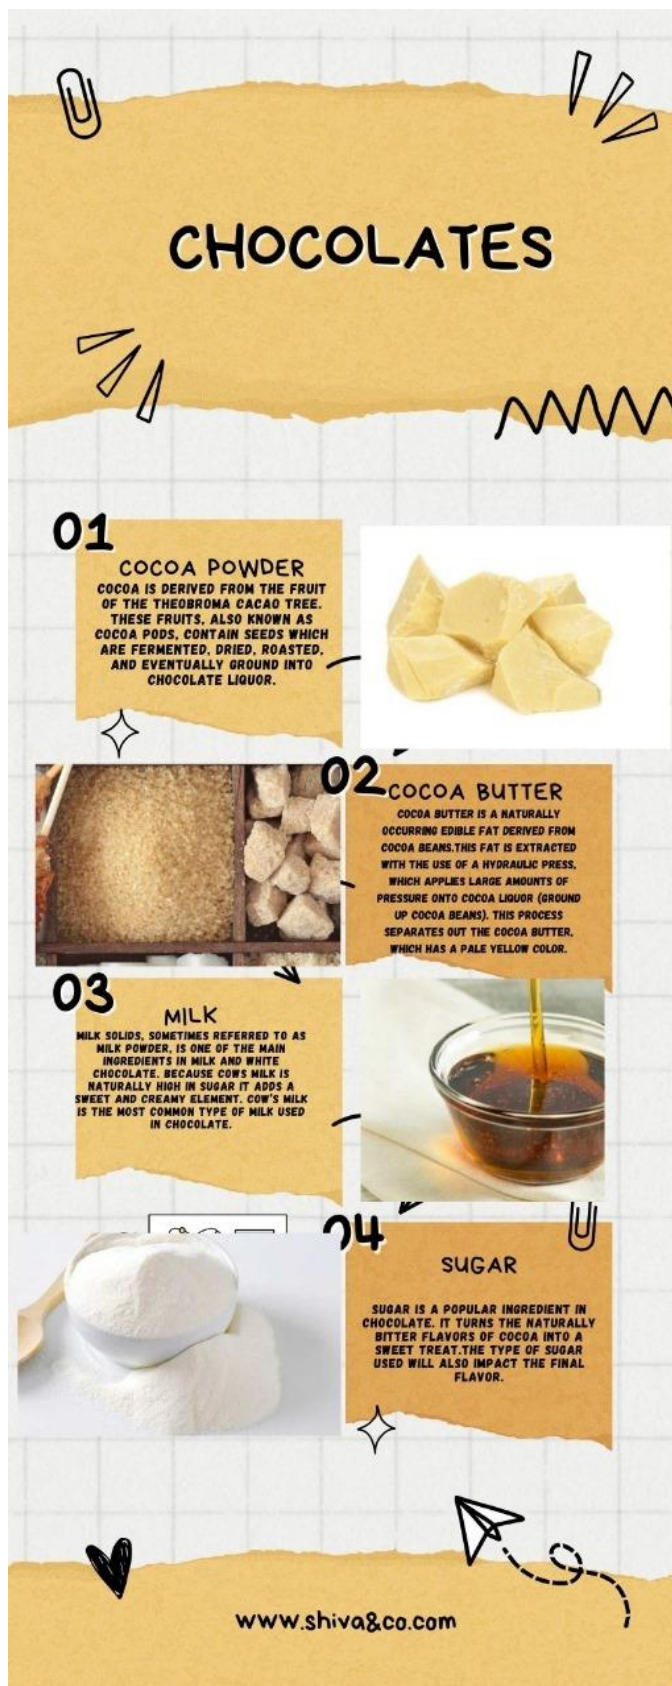 CHOCOLATES
01
COCOA POWDER
COCOA IS DERIVED FROM THE FRUIT
OF THE THEOBROMA CACAO TREE.
THESE FRUITS, ALSO KNOWN AS
COCOA PODS, CONTAIN SEEDS WHICH
ARE FERMENTED, DRIED, ROASTED,
AND EVENTUALLY GROUND INTO
CHOCOLATE LIQUOR.
02
COCOA BUTTER
COCOA BUTTER IS A NATURALLY
OCCURRING EDIBLE FAT DERIVED FROM
COCOA BEANS.THIS FAT IS EXTRACTED
WITH THE USE OF A HYDRAULIC PRESS,
WHICH APPLIES LARGE AMOUNTS OF
PRESSURE ONTO COCOA LIQUOR (GROUND
UP COCOA BEANS). THIS PROCESS
SEPARATES OUT THE COCOA BUTTER,
WHICH HAS A PALE YELLOW COLOR.
03
MILK
MILK SOLIDS, SOMETIMES REFERRED TO AS
MILK POWDER, IS ONE OF THE MAIN
INGREDIENTS IN MILK AND WHITE
CHOCOLATE. BECAUSE COWS MILK IS
NATURALLY HIGH IN SUGAR IT ADDS A
SWEET AND CREAMY ELEMENT. COW'S MILK
IS THE MOST COMMON TYPE OF MILK USED
IN CHOCOLATE.
04
SUGAR
SUGAR IS A POPULAR INGREDIENT IN
CHOCOLATE. IT TURNS THE NATURALLY
BITTER FLAVORS OF COCOA INTO A
SWEET TREAT.THE TYPE OF SUGAR
USED WILL ALSO IMPACT THE FINAL
FLAVOR.
www.shiva&co.com